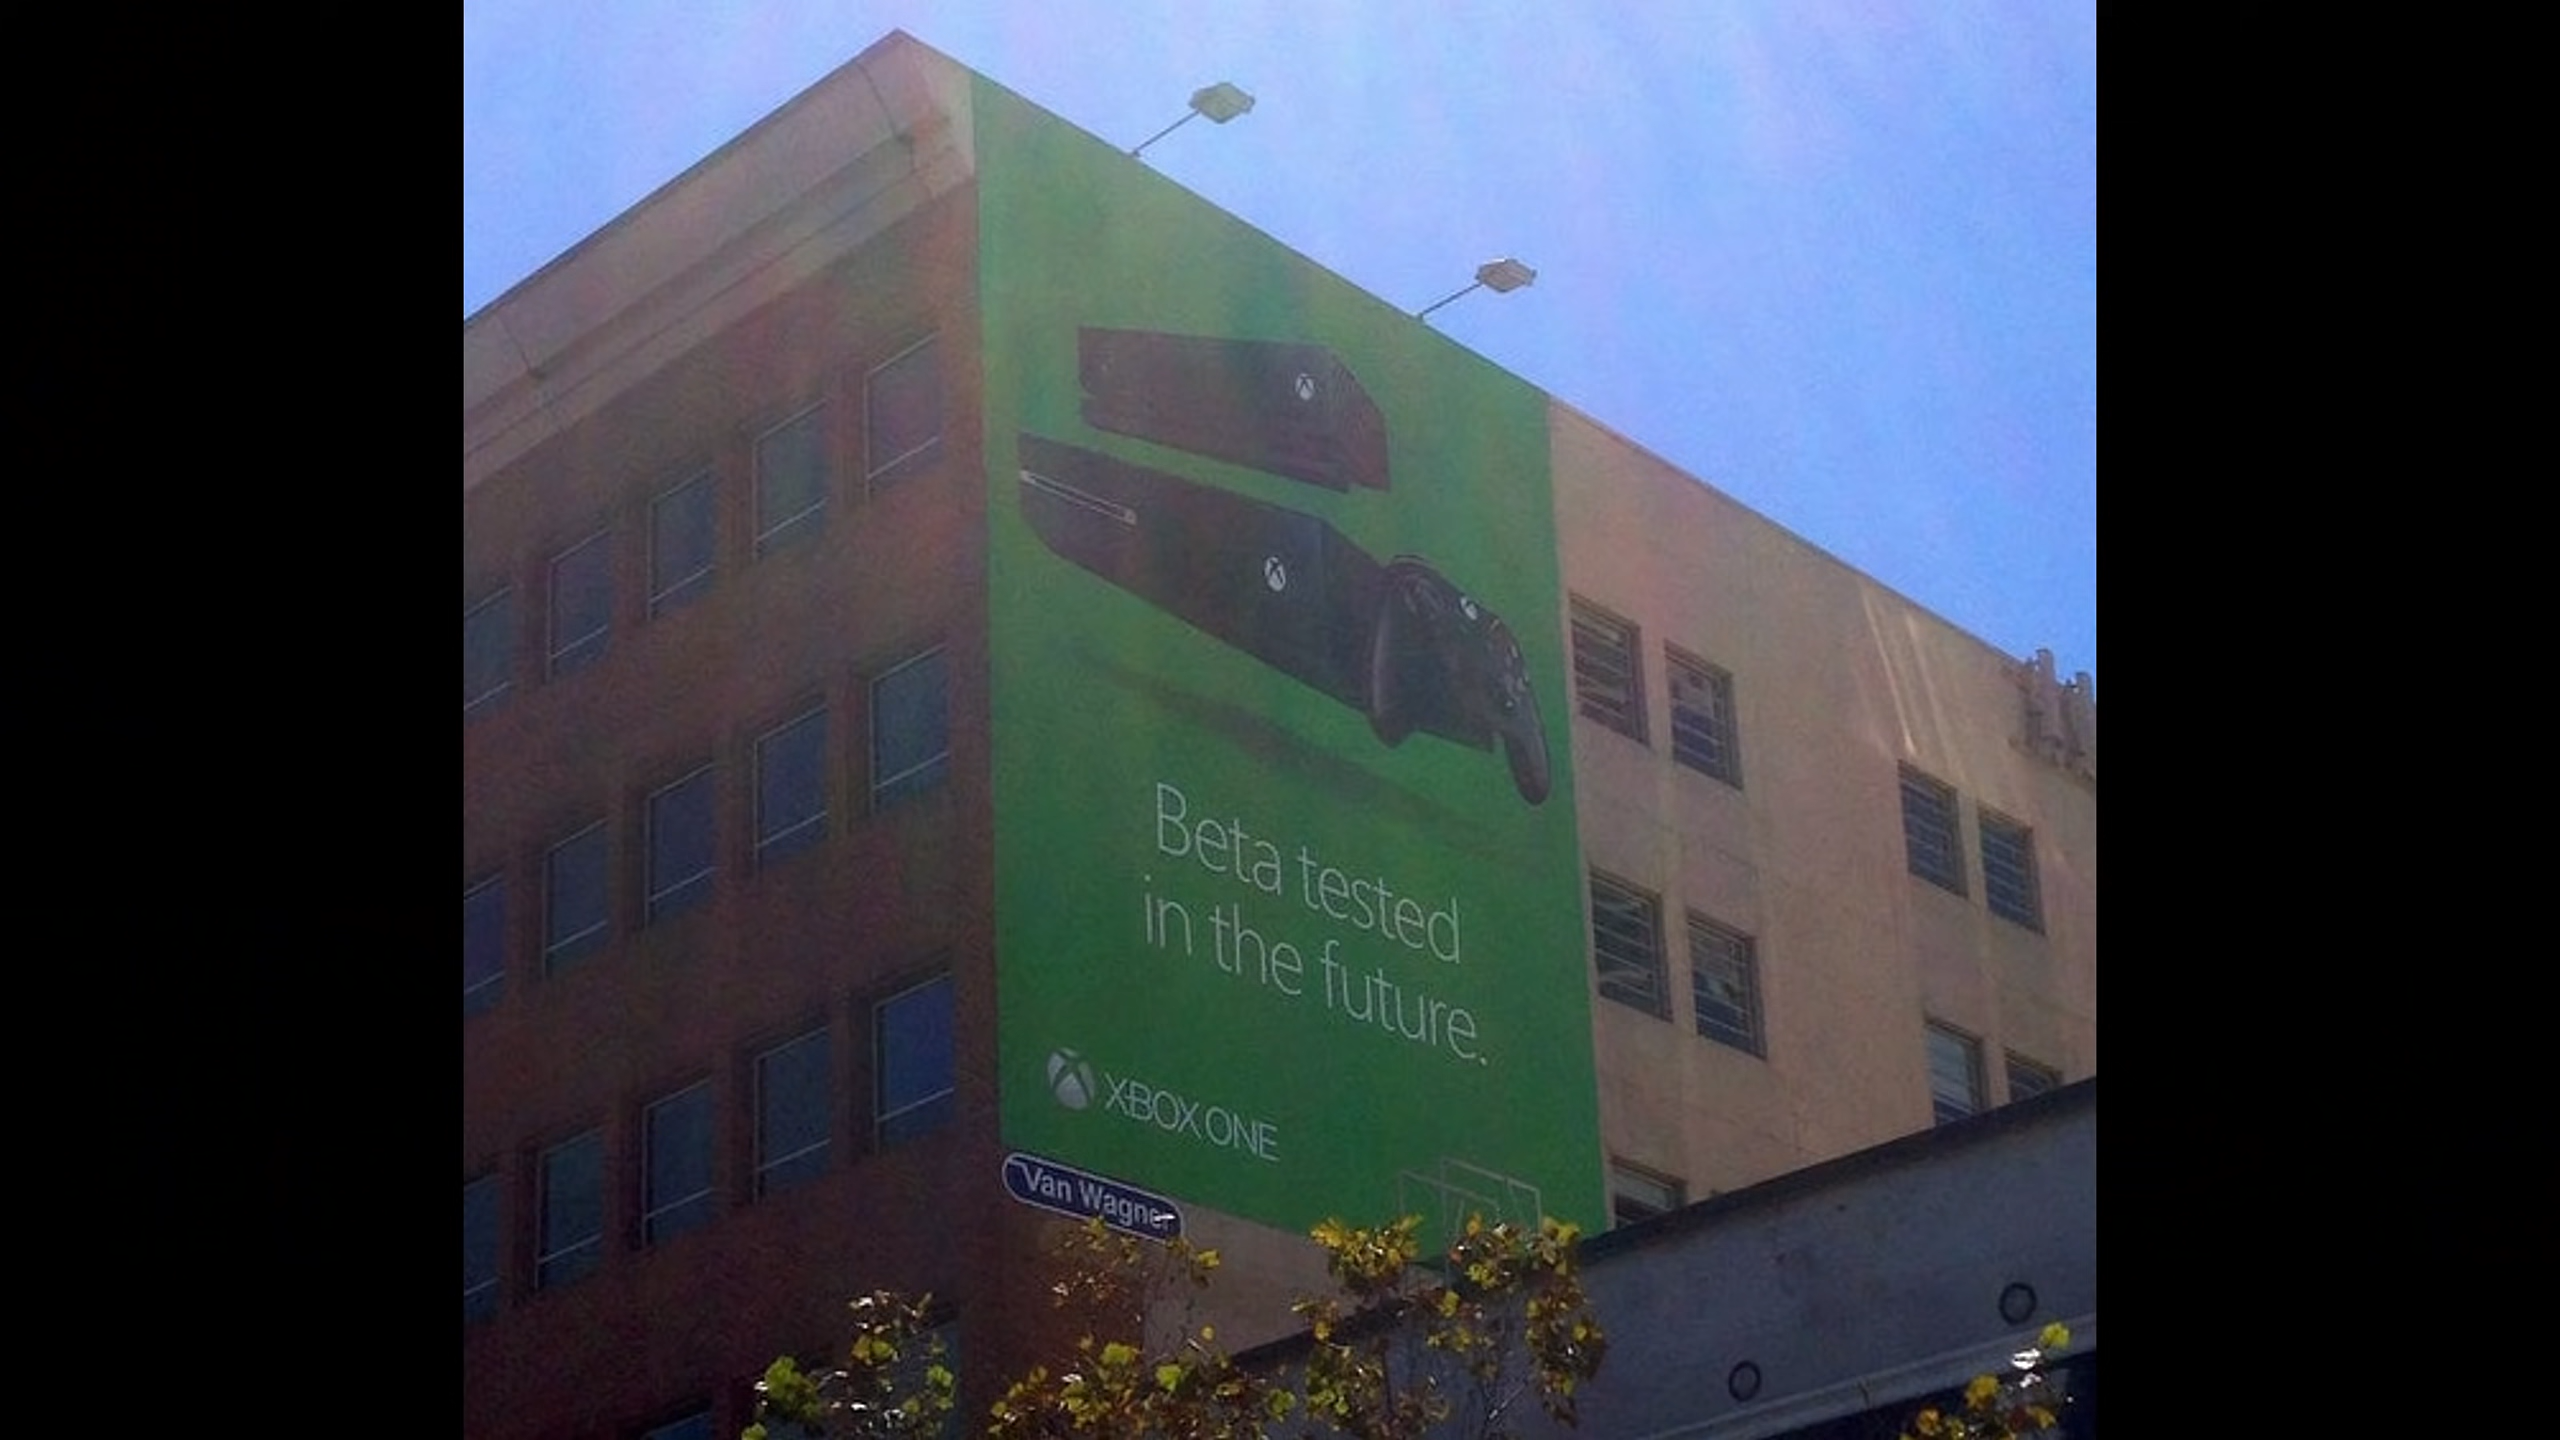 Beta tested
in the future.
XBOX ONE
Van Wagner